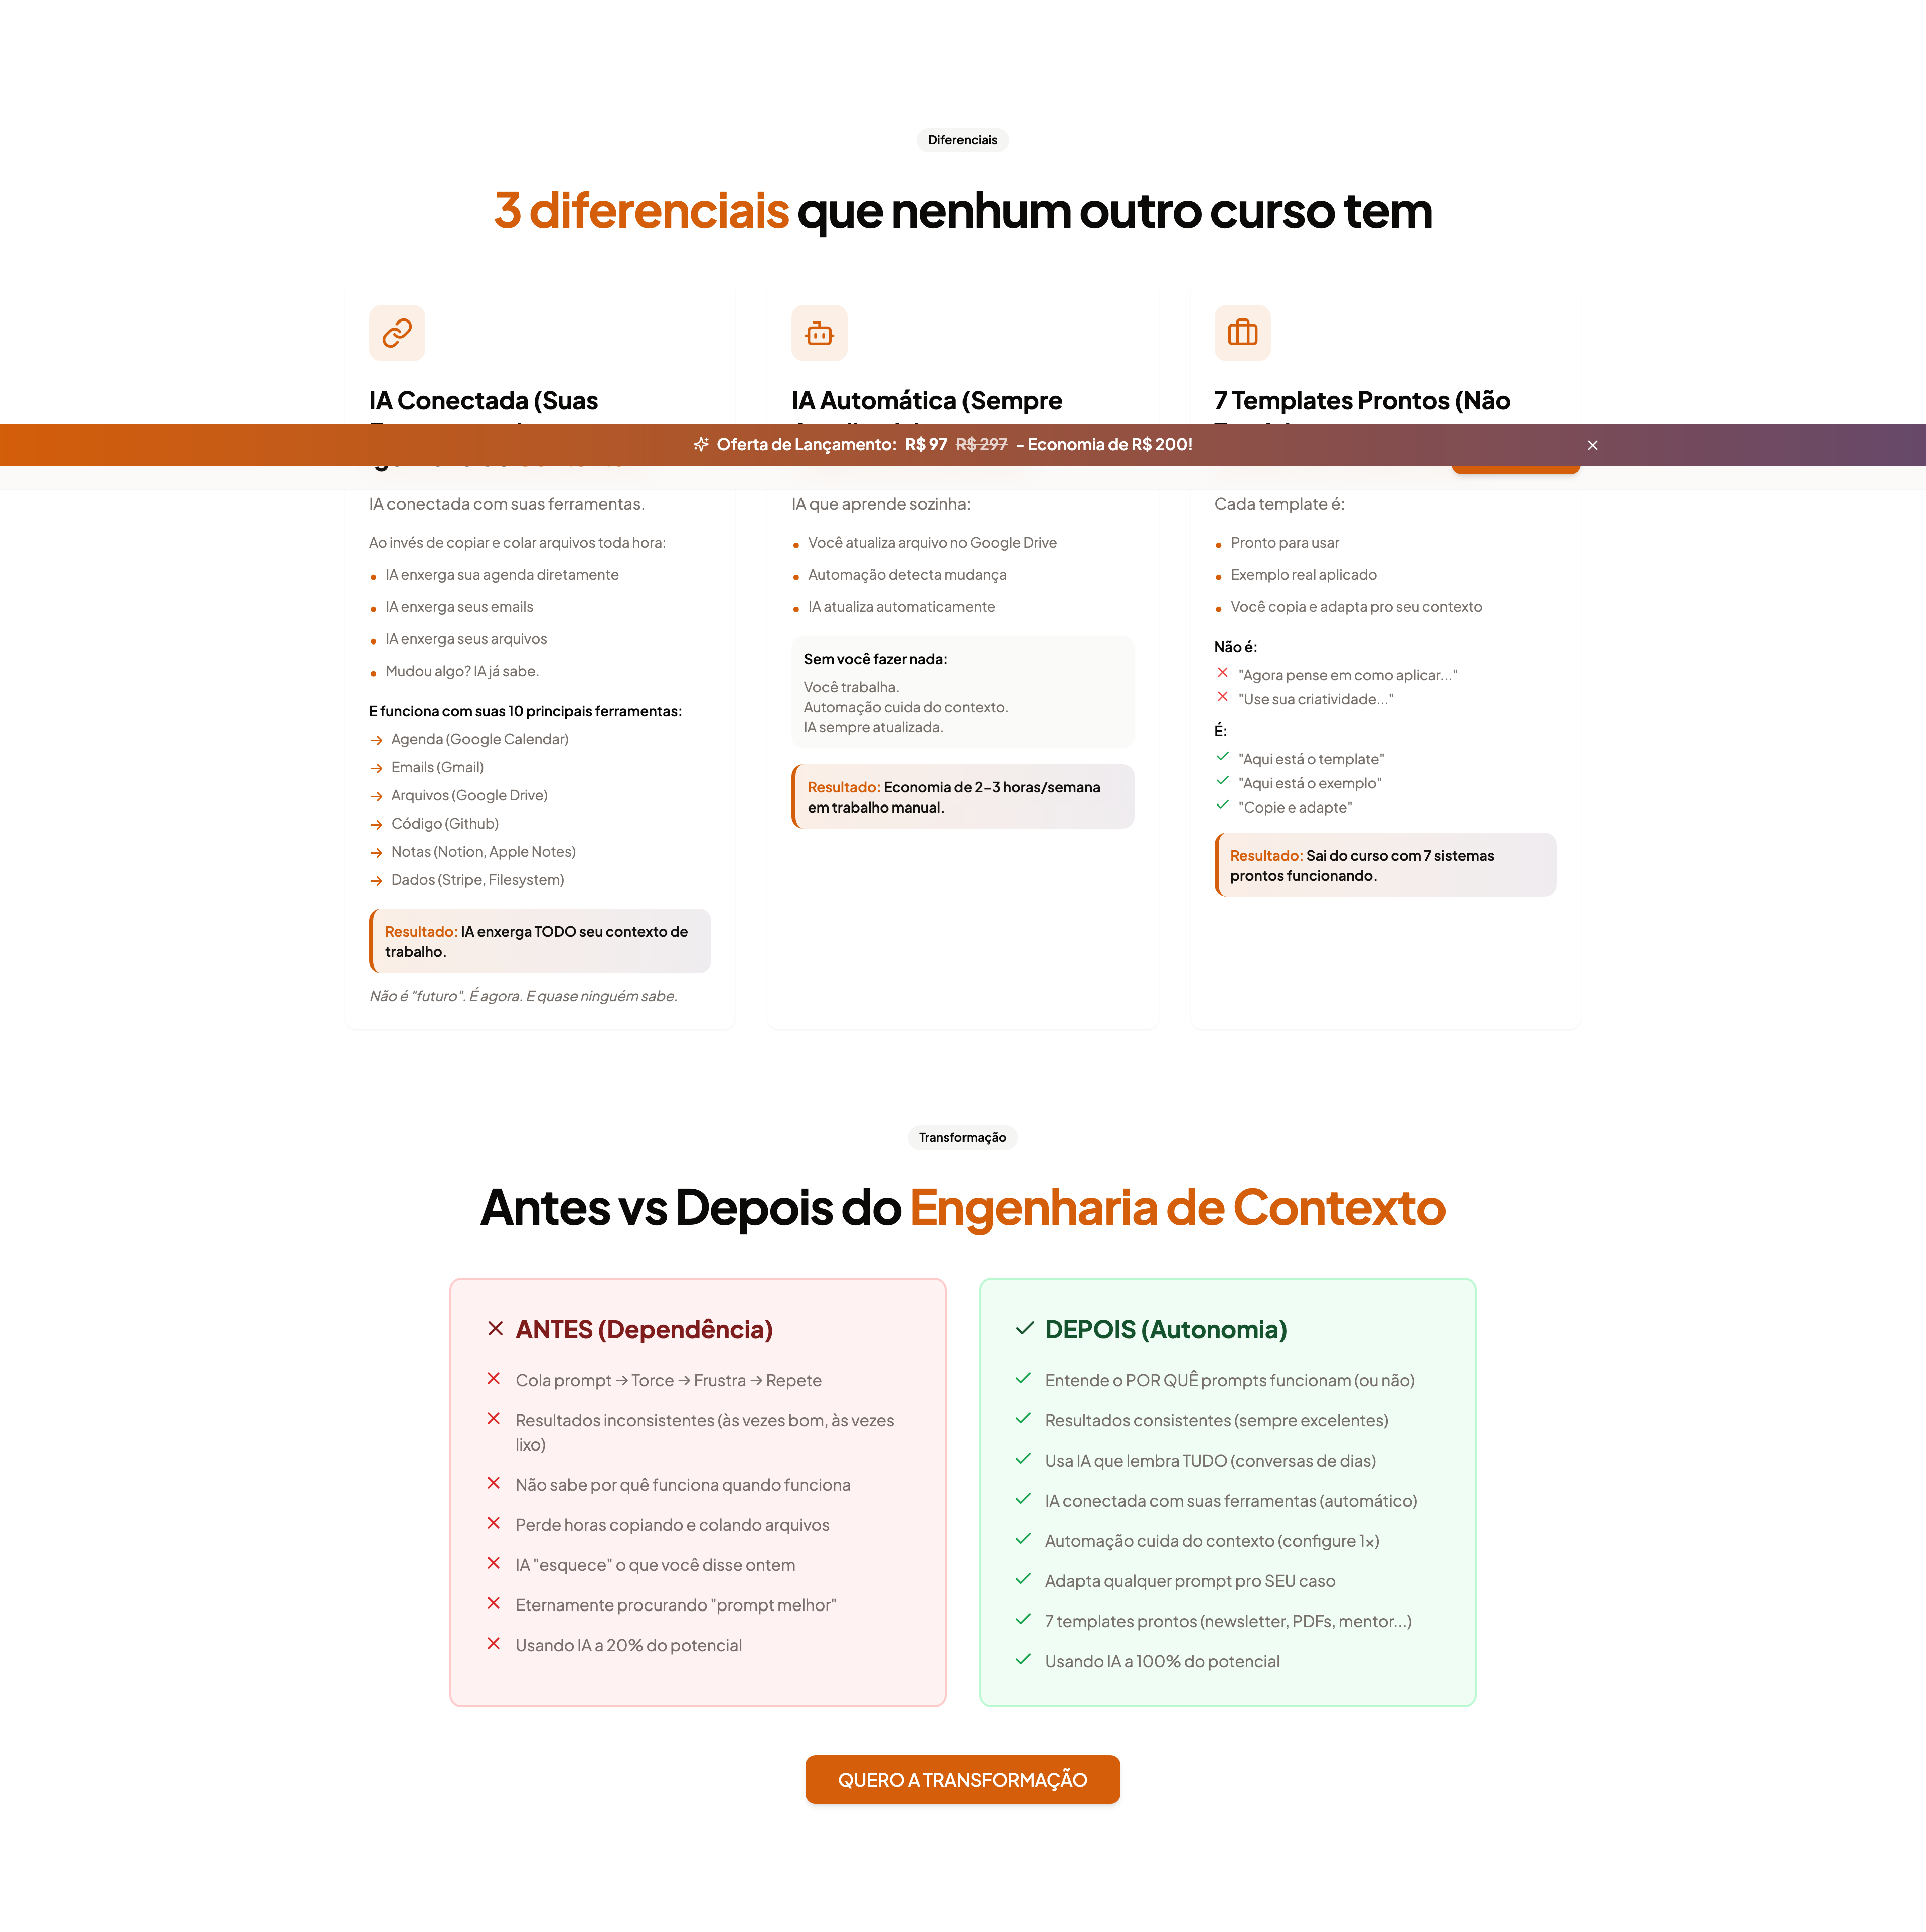 Diferenciais
3 diferenciais que nenhum outro curso tem
IA Conectada (Suas
IA Automática (Sempre
7 Templates Prontos (Não
Oferta de Lançamento: R$ 97 R$ 297 - Economia de R$ 200!
IA conectada com suas ferramentas.
Ao invés de copiar e colar arquivos toda hora:
IA enxerga sua agenda diretamente
IA enxerga seus emails
IA enxerga seus arquivos
Mudou algo? IA já sabe.
E funciona com suas 10 principais ferramentas:
→ Agenda (Google Calendar)
→ Emails (Gmail)
→ Arquivos (Google Drive)
→ Código (Github)
→ Notas (Notion, Apple Notes)
→ Dados (Stripe, Filesystem)
Resultado: IA enxerga TODO seu contexto de
trabalho.
Não é "futuro". É agora. E quase ninguém sabe.
IA que aprende sozinha:
Você atualiza arquivo no Google Drive
Automação detecta mudança
IA atualiza automaticamente
Sem você fazer nada:
Você trabalha.
Automação cuida do contexto.
IA sempre atualizada.
Resultado: Economia de 2-3 horas/semana
em trabalho manual.
Cada template é:
Pronto para usar
Exemplo real aplicado
Você copia e adapta pro seu contexto
Não é:
"Agora pense em como aplicar..."
"Use sua criatividade..."
É:
"Aqui está o template"
"Aqui está o exemplo"
"Copie e adapte"
Resultado: Sai do curso com 7 sistemas
prontos funcionando.
Transformação
Antes vs Depois do Engenharia de Contexto
ANTES (Dependência)
Cola prompt → Torce → Frustra → Repete
Resultados inconsistentes (às vezes bom, às vezes
lixo)
Não sabe por quê funciona quando funciona
Perde horas copiando e colando arquivos
IA "esquece" o que você disse ontem
Eternamente procurando "prompt melhor"
Usando IA a 20% do potencial
DEPOIS (Autonomia)
Entende o POR QUÊ prompts funcionam (ou não)
Resultados consistentes (sempre excelentes)
Usa IA que lembra TUDO (conversas de dias)
IA conectada com suas ferramentas (automático)
Automação cuida do contexto (configure 1x)
Adapta qualquer prompt pro SEU caso
7 templates prontos (newsletter, PDFs, mentor...)
Usando IA a 100% do potencial
QUERO A TRANSFORMAÇÃO